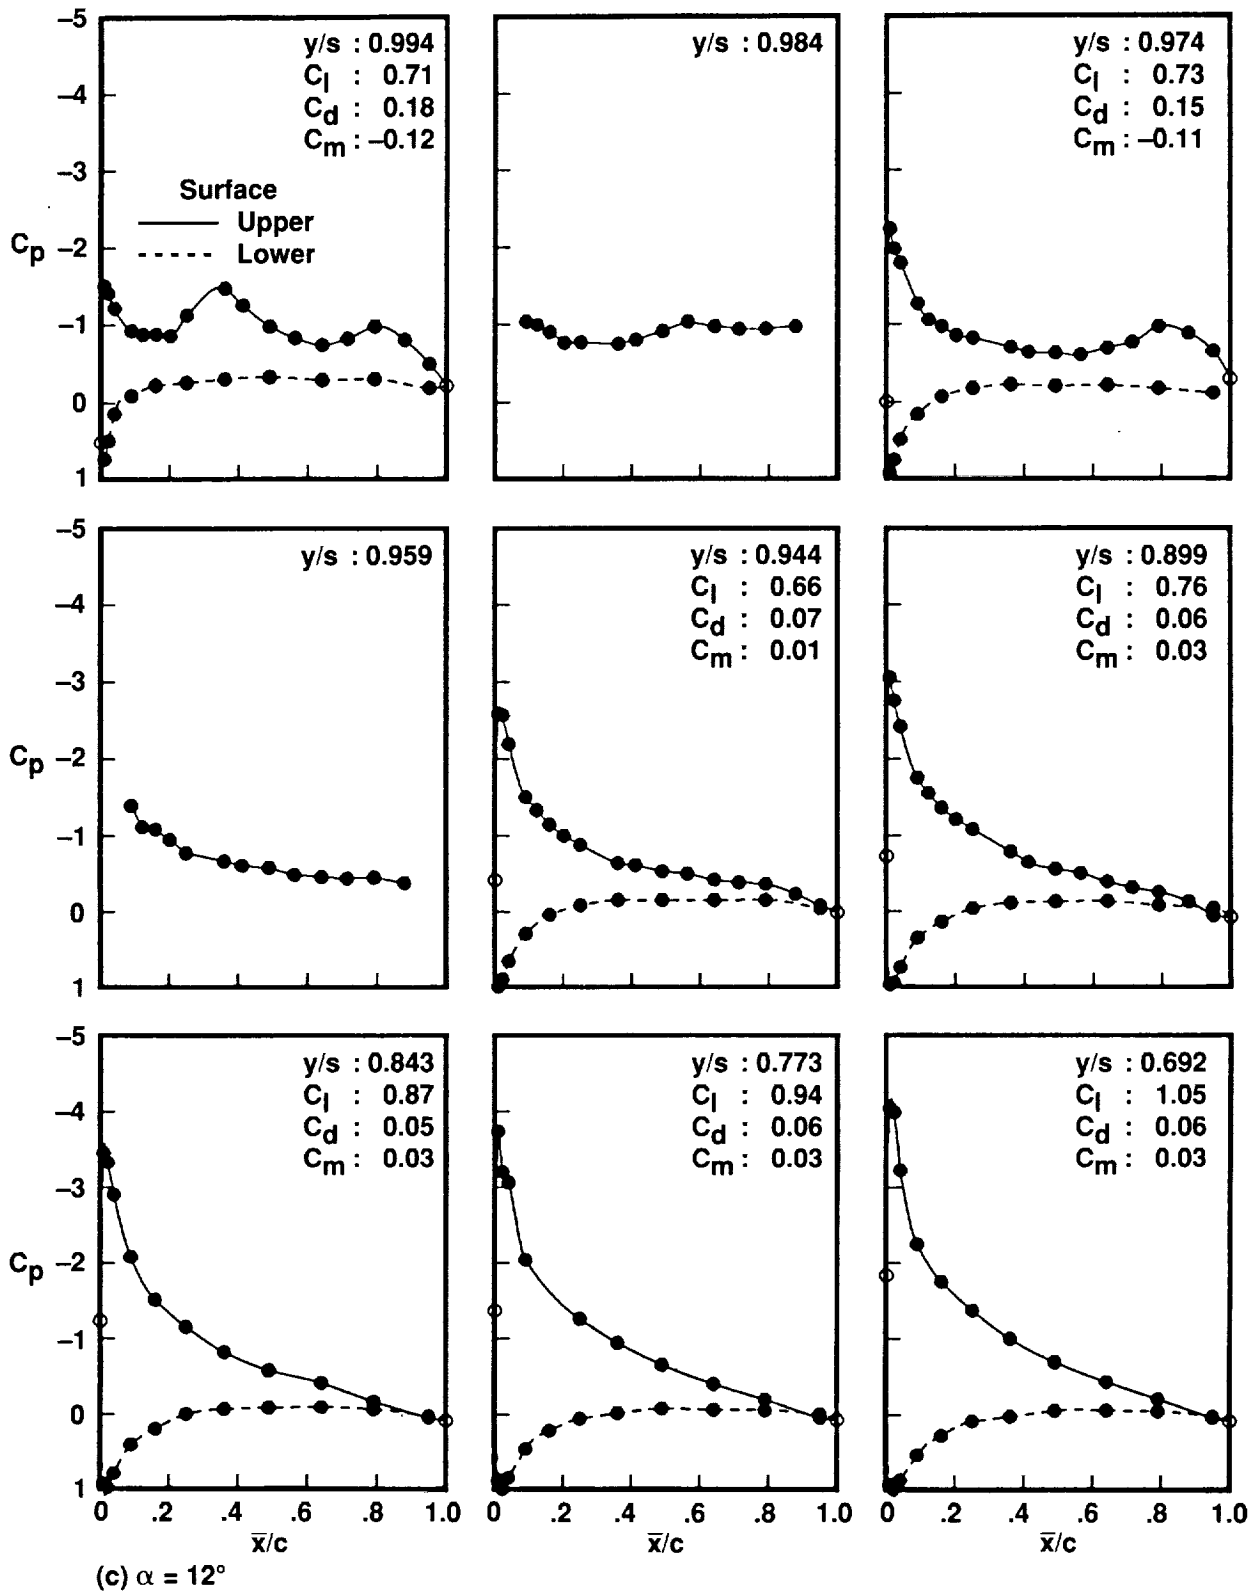 −5
−4
−3
−2
−1
0
1
Cp
y/s : 0.994
Cl : 0.71
Cd : 0.18
Cm : −0.12
Surface
Upper
Lower
y/s : 0.984
y/s : 0.974
Cl : 0.73
Cd : 0.15
Cm : −0.11
−5
−4
−3
−2
−1
0
1
Cp
y/s : 0.959
y/s : 0.944
Cl : 0.66
Cd : 0.07
Cm : 0.01
y/s : 0.899
Cl : 0.76
Cd : 0.06
Cm : 0.03
−5
−4
−3
−2
−1
0
1
Cp
y/s : 0.843
Cl : 0.87
Cd : 0.05
Cm : 0.03
y/s : 0.773
Cl : 0.94
Cd : 0.06
Cm : 0.03
y/s : 0.692
Cl : 1.05
Cd : 0.06
Cm : 0.03
0 .2 .4 .6 .8 1.0
x̅/c
0 .2 .4 .6 .8 1.0
x̅/c
0 .2 .4 .6 .8 1.0
x̅/c
(c) α = 12°